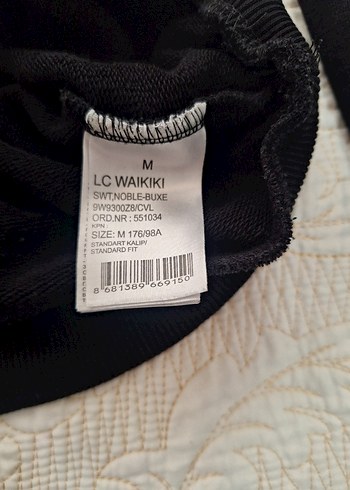 M
LC WAIKIKI
SWT,NOBLE-BUXE
9W9300Z8/CVL
ORD.NR : 551034
KPN :
SIZE: M 176/98A
STANDART KALIP/
STANDARD FIT
8 681389 669150